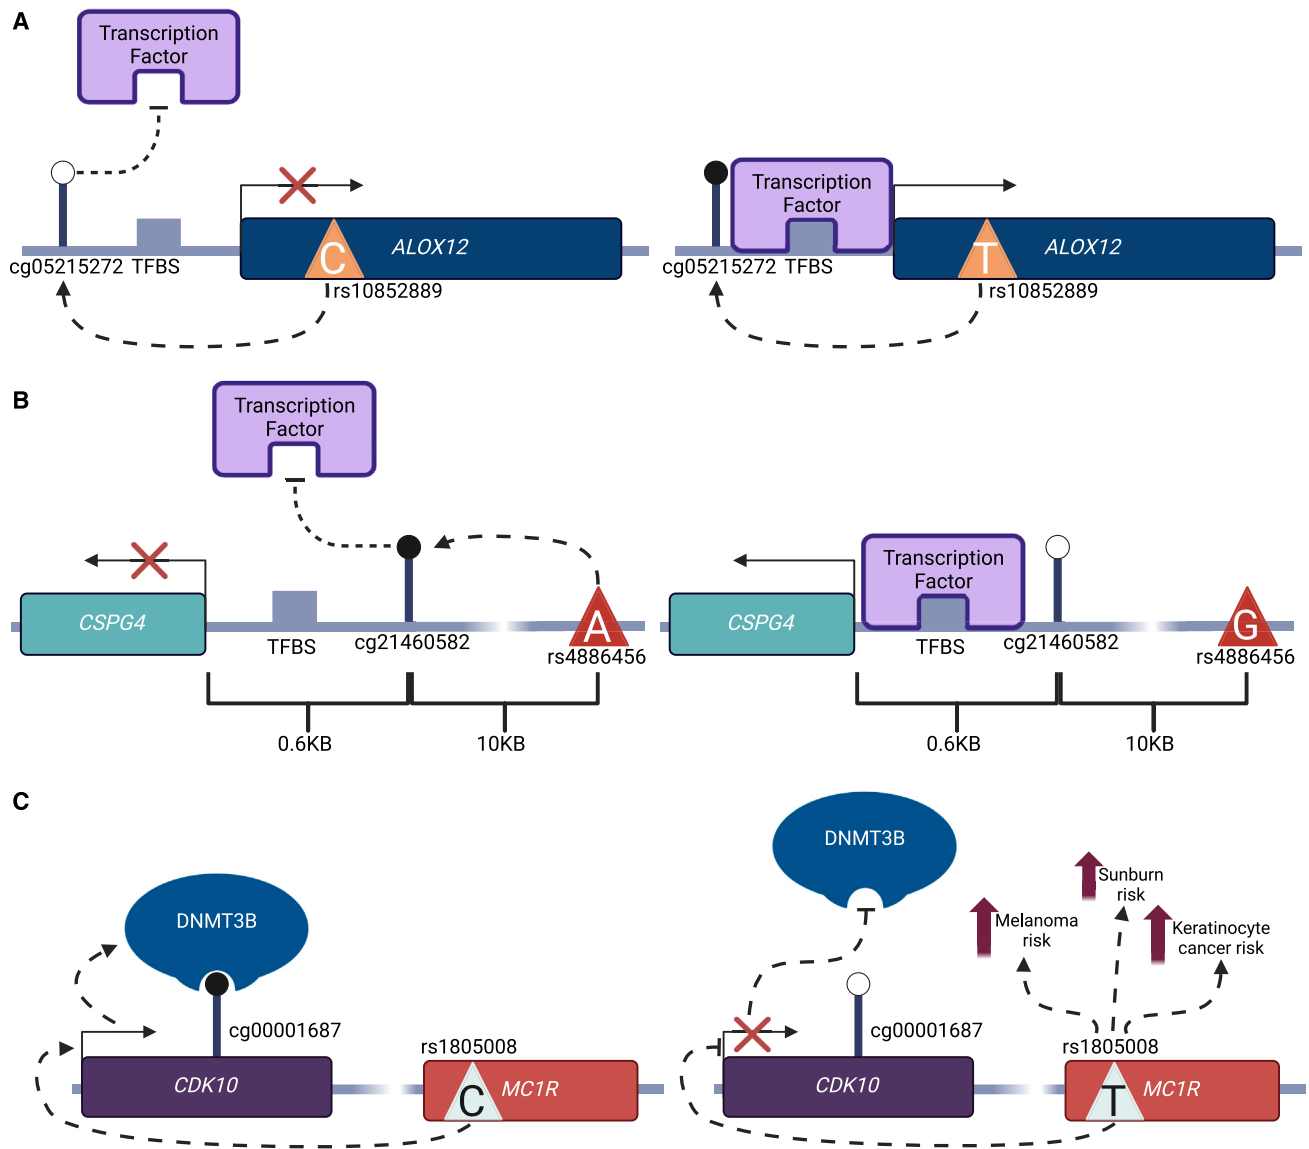 A
Transcription
Factor
C
ALOX12
cg05215272
TFBS
rs10852889
Transcription
Factor
T
ALOX12
cg05215272
TFBS
rs10852889
B
Transcription
Factor
CSPG4
TFBS
cg21460582
A
rs4886456
0.6KB
10KB
Transcription
Factor
CSPG4
TFBS
cg21460582
G
rs4886456
0.6KB
10KB
C
DNMT3B
cg00001687
rs1805008
CDK10
C
MC1R
DNMT3B
Melanoma
risk
Sunburn
risk
Keratinocyte
cancer risk
cg00001687
rs1805008
CDK10
T
MC1R